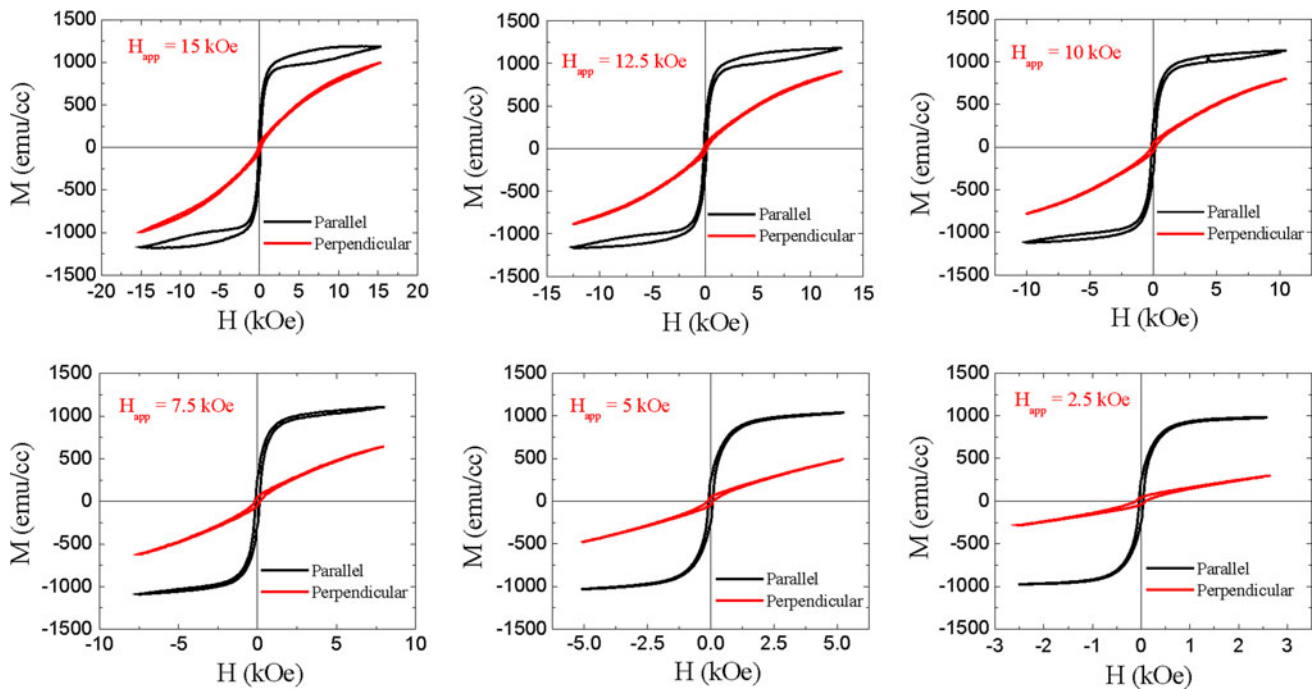 1500
H_app = 15 kOe
1000
500
0
-500
-1000
-1500
M (emu/cc)
Parallel
Perpendicular
-20 -15 -10 -5 0 5 10 15 20
H (kOe)
1500
H_app = 12.5 kOe
1000
500
0
-500
-1000
-1500
M (emu/cc)
Parallel
Perpendicular
-15 -10 -5 0 5 10 15
H (kOe)
1500
H_app = 10 kOe
1000
500
0
-500
-1000
-1500
M (emu/cc)
Parallel
Perpendicular
-10 -5 0 5 10
H (kOe)
1500
H_app = 7.5 kOe
1000
500
0
-500
-1000
-1500
M (emu/cc)
Parallel
Perpendicular
-10 -5 0 5 10
H (kOe)
1500
H_app = 5 kOe
1000
500
0
-500
-1000
-1500
M (emu/cc)
Parallel
Perpendicular
-5.0 -2.5 0.0 2.5 5.0
H (kOe)
1500
H_app = 2.5 kOe
1000
500
0
-500
-1000
-1500
M (emu/cc)
Parallel
Perpendicular
-3 -2 -1 0 1 2 3
H (kOe)